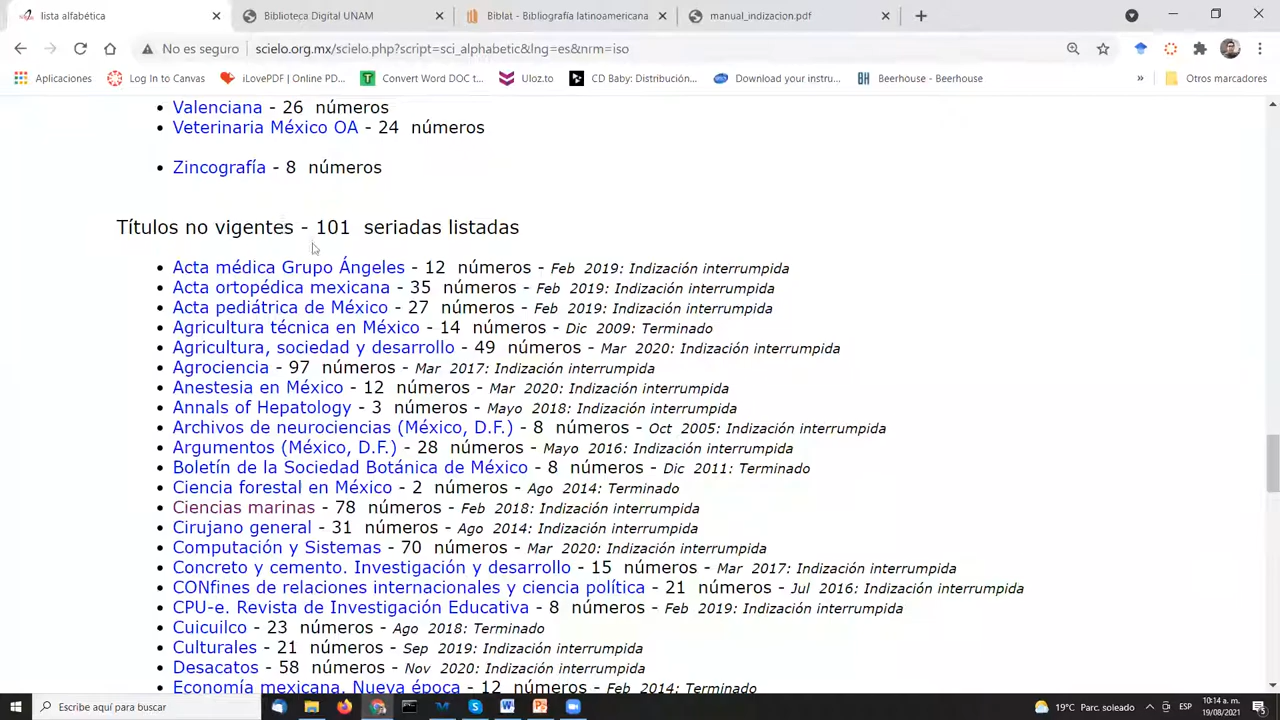 lista alfabética
Biblioteca Digital UNAM
Biblat - Bibliografía latinoamericana
manual_indizacion.pdf
No es seguro
scielo.org.mx/scielo.php?script=sci_alphabetic&lng=es&nrm=iso
Aplicaciones
Log In to Canvas
iLovePDF | Online PD...
Convert Word DOC t...
Uloz.to
CD Baby: Distribución...
Download your instru...
Beerhouse - Beerhouse
»
Otros marcadores
Valenciana - 26 números
Veterinaria México OA - 24 números
Zincografía - 8 números
Títulos no vigentes - 101 seriadas listadas
Acta médica Grupo Ángeles - 12 números - Feb 2019: Indización interrumpida
Acta ortopédica mexicana - 35 números - Feb 2019: Indización interrumpida
Acta pediátrica de México - 27 números - Feb 2019: Indización interrumpida
Agricultura técnica en México - 14 números - Dic 2009: Terminado
Agricultura, sociedad y desarrollo - 49 números - Mar 2020: Indización interrumpida
Agrociencia - 97 números - Mar 2017: Indización interrumpida
Anestesia en México - 12 números - Mar 2020: Indización interrumpida
Annals of Hepatology - 3 números - Mayo 2018: Indización interrumpida
Archivos de neurociencias (México, D.F.) - 8 números - Oct 2005: Indización interrumpida
Argumentos (México, D.F.) - 28 números - Mayo 2016: Indización interrumpida
Boletín de la Sociedad Botánica de México - 8 números - Dic 2011: Terminado
Ciencia forestal en México - 2 números - Ago 2014: Terminado
Ciencias marinas - 78 números - Feb 2018: Indización interrumpida
Cirujano general - 31 números - Ago 2014: Indización interrumpida
Computación y Sistemas - 70 números - Mar 2020: Indización interrumpida
Concreto y cemento. Investigación y desarrollo - 15 números - Mar 2017: Indización interrumpida
CONfines de relaciones internacionales y ciencia política - 21 números - Jul 2016: Indización interrumpida
CPU-e. Revista de Investigación Educativa - 8 números - Feb 2019: Indización interrumpida
Cuicuilco - 23 números - Ago 2018: Terminado
Culturales - 21 números - Sep 2019: Indización interrumpida
Desacatos - 58 números - Nov 2020: Indización interrumpida
Economía mexicana. Nueva época - 12 números - Feb 2014: Terminado
Escribe aquí para buscar
19°C Parc. soleado
ESP
10:14 a. m.
19/08/2021